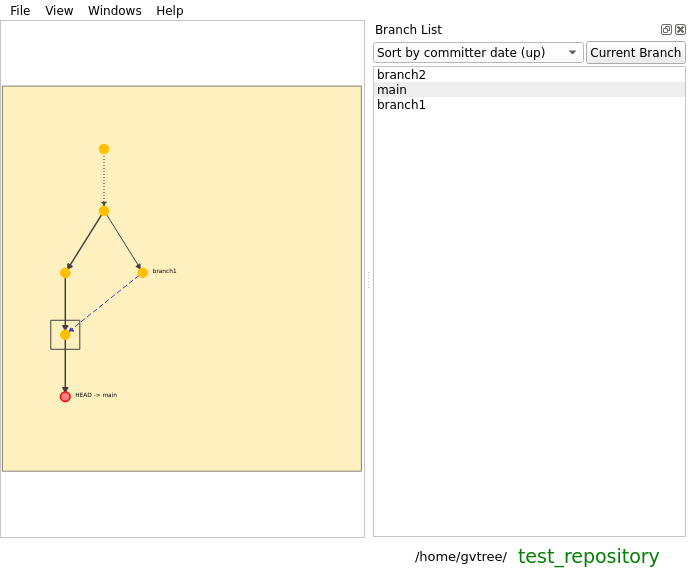 File View Windows Help
Branch List
Sort by committer date (up) Current Branch
branch2
main
branch1
branch1
HEAD -> main
/home/gvtree/ test_repository